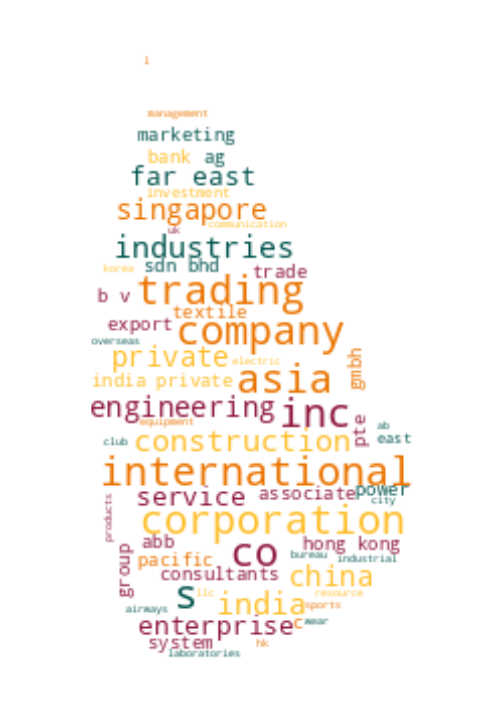 l
management
marketing
bank ag
far east
investment
singapore
communication
uk
industries
korea sdn bhd trade
b v trading
textile
export company
overseas
private electric
india private asia gmbh
engineering inc
equipment pte ab
club construction east
international
service associate power
city
products corporation
abb co hong kong
group pacific bureau industrial
consultants china
s llc resource
airways india sports
enterprise c wear
system hk
laboratories